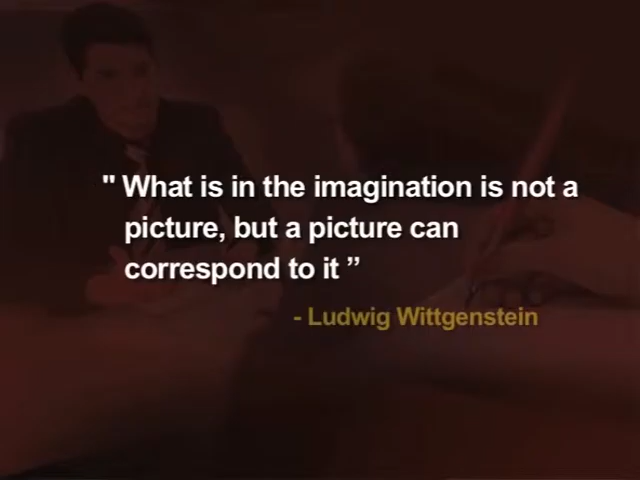 " What is in the imagination is not a
picture, but a picture can
correspond to it ”
- Ludwig Wittgenstein